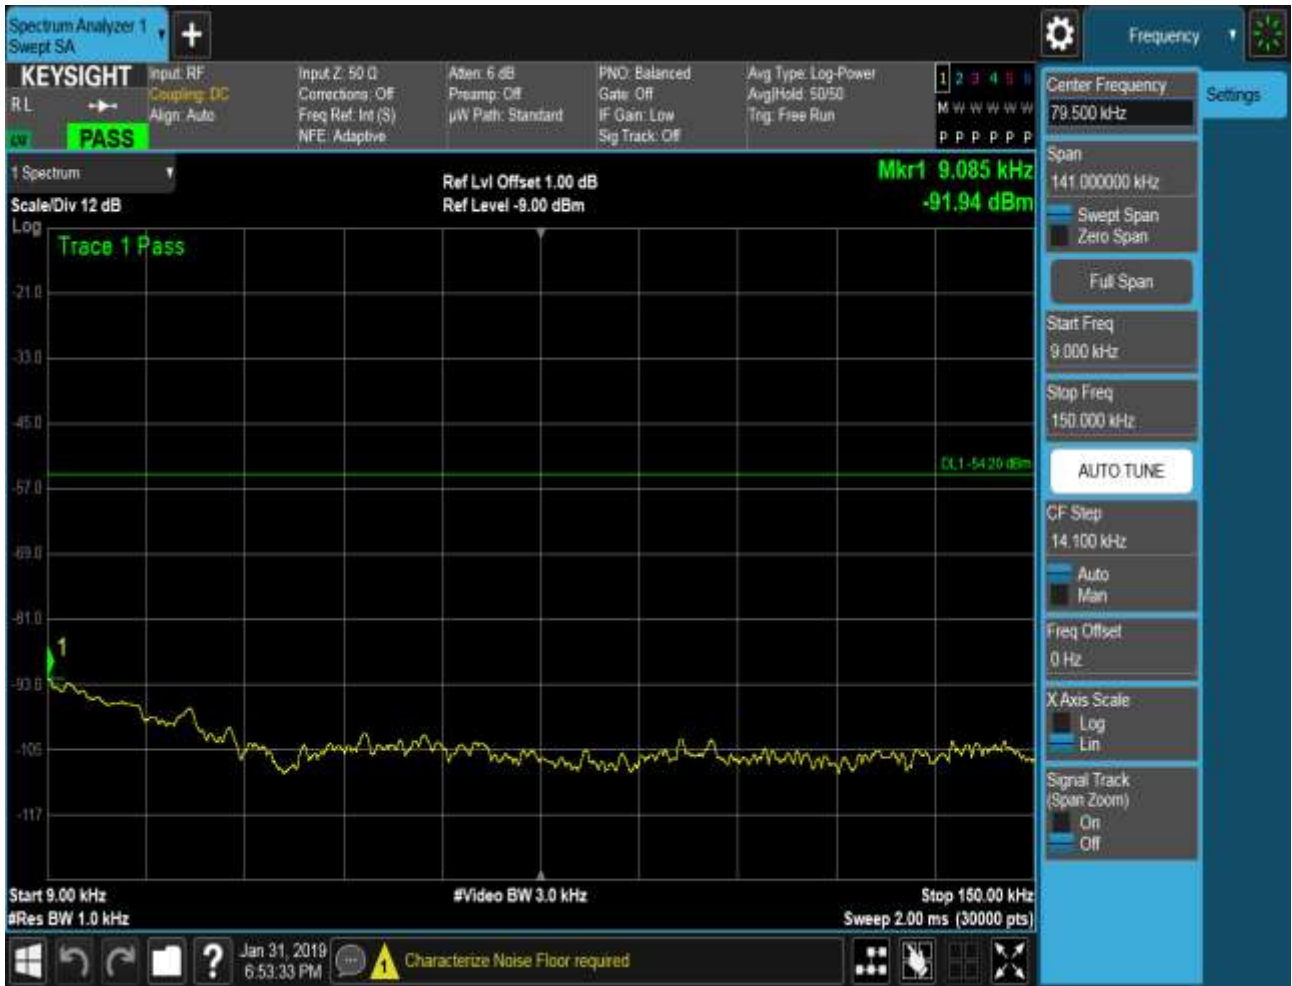 Spectrum Analyzer 1
Swept SA
+
Frequency
KEYSIGHT
RL
PASS
Input: RF
Coupling: DC
Align: Auto
Input Z: 50 Ω
Corrections: Off
Freq Ref: Int (S)
NFE: Adaptive
Atten: 6 dB
Preamp: Off
µW Path: Standard
PNO: Balanced
Gate: Off
IF Gain: Low
Sig Track: Off
Avg Type: Log-Power
Avg|Hold: 50/50
Trig: Free Run
1 2 3 4 5 6
M W W W W W
P P P P P P
1 Spectrum
Scale/Div 12 dB
Ref Lvl Offset 1.00 dB
Ref Level -9.00 dBm
Mkr1 9.085 kHz
-91.94 dBm
Log
Trace 1 Pass
-21.0
-33.0
-45.0
DL1 -54.20 dBm
-57.0
-69.0
-81.0
1
-93.0
-105
-117
Start 9.00 kHz
#Video BW 3.0 kHz
Stop 150.00 kHz
#Res BW 1.0 kHz
Sweep 2.00 ms (30000 pts)
?
Jan 31, 2019
6:53:33 PM
1
Characterize Noise Floor required
Center Frequency
79.500 kHz
Settings
Span
141.000000 kHz
Swept Span
Zero Span
Full Span
Start Freq
9.000 kHz
Stop Freq
150.000 kHz
AUTO TUNE
CF Step
14.100 kHz
Auto
Man
Freq Offset
0 Hz
X Axis Scale
Log
Lin
Signal Track
(Span Zoom)
On
Off